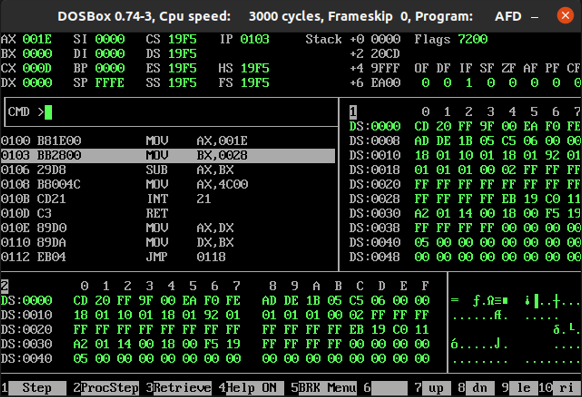 DOSBox 0.74-3, Cpu speed: 3000 cycles, Frameskip 0, Program: AFD
AX 001E SI 0000 CS 19F5 IP 0103 Stack +0 0000 Flags 7200
BX 0000 DI 0000 DS 19F5 +2 20CD
CX 000D BP 0000 ES 19F5 HS 19F5 +4 9FFF OF DF IF SF ZF AF PF CF
DX 0000 SP FFFE SS 19F5 FS 19F5 +6 EA00 0 0 1 0 0 0 0 0
CMD >
1 0 1 2 3 4 5 6 7
DS:0000 CD 20 FF 9F 00 EA F0 FE
DS:0008 AD DE 1B 05 C5 06 00 00
DS:0010 18 01 10 01 18 01 92 01
DS:0018 01 01 01 00 02 FF FF FF
DS:0020 FF FF FF FF FF FF FF FF
DS:0028 FF FF FF FF EB 19 C0 11
DS:0030 A2 01 14 00 18 00 F5 19
DS:0038 FF FF FF FF 00 00 00 00
DS:0040 05 00 00 00 00 00 00 00
DS:0048 00 00 00 00 00 00 00 00
0100 B81E00 MOV AX,001E
0103 BB2800 MOV BX,0028
0106 29D8 SUB AX,BX
0108 B8004C MOV AX,4C00
010B CD21 INT 21
010D C3 RET
010E 89D0 MOV AX,DX
0110 89DA MOV DX,BX
0112 EB04 JMP 0118
2 0 1 2 3 4 5 6 7 8 9 A B C D E F
DS:0000 CD 20 FF 9F 00 EA F0 FE AD DE 1B 05 C5 06 00 00
DS:0010 18 01 10 01 18 01 92 01 01 01 01 00 02 FF FF FF
DS:0020 FF FF FF FF FF FF FF FF FF FF FF FF EB 19 C0 11
DS:0030 A2 01 14 00 18 00 F5 19 FF FF FF FF 00 00 00 00
DS:0040 05 00 00 00 00 00 00 00 00 00 00 00 00 00 00 00
1 Step 2 ProcStep 3 Retrieve 4 Help ON 5 BRK Menu 6 7 up 8 dn 9 le 10 ri